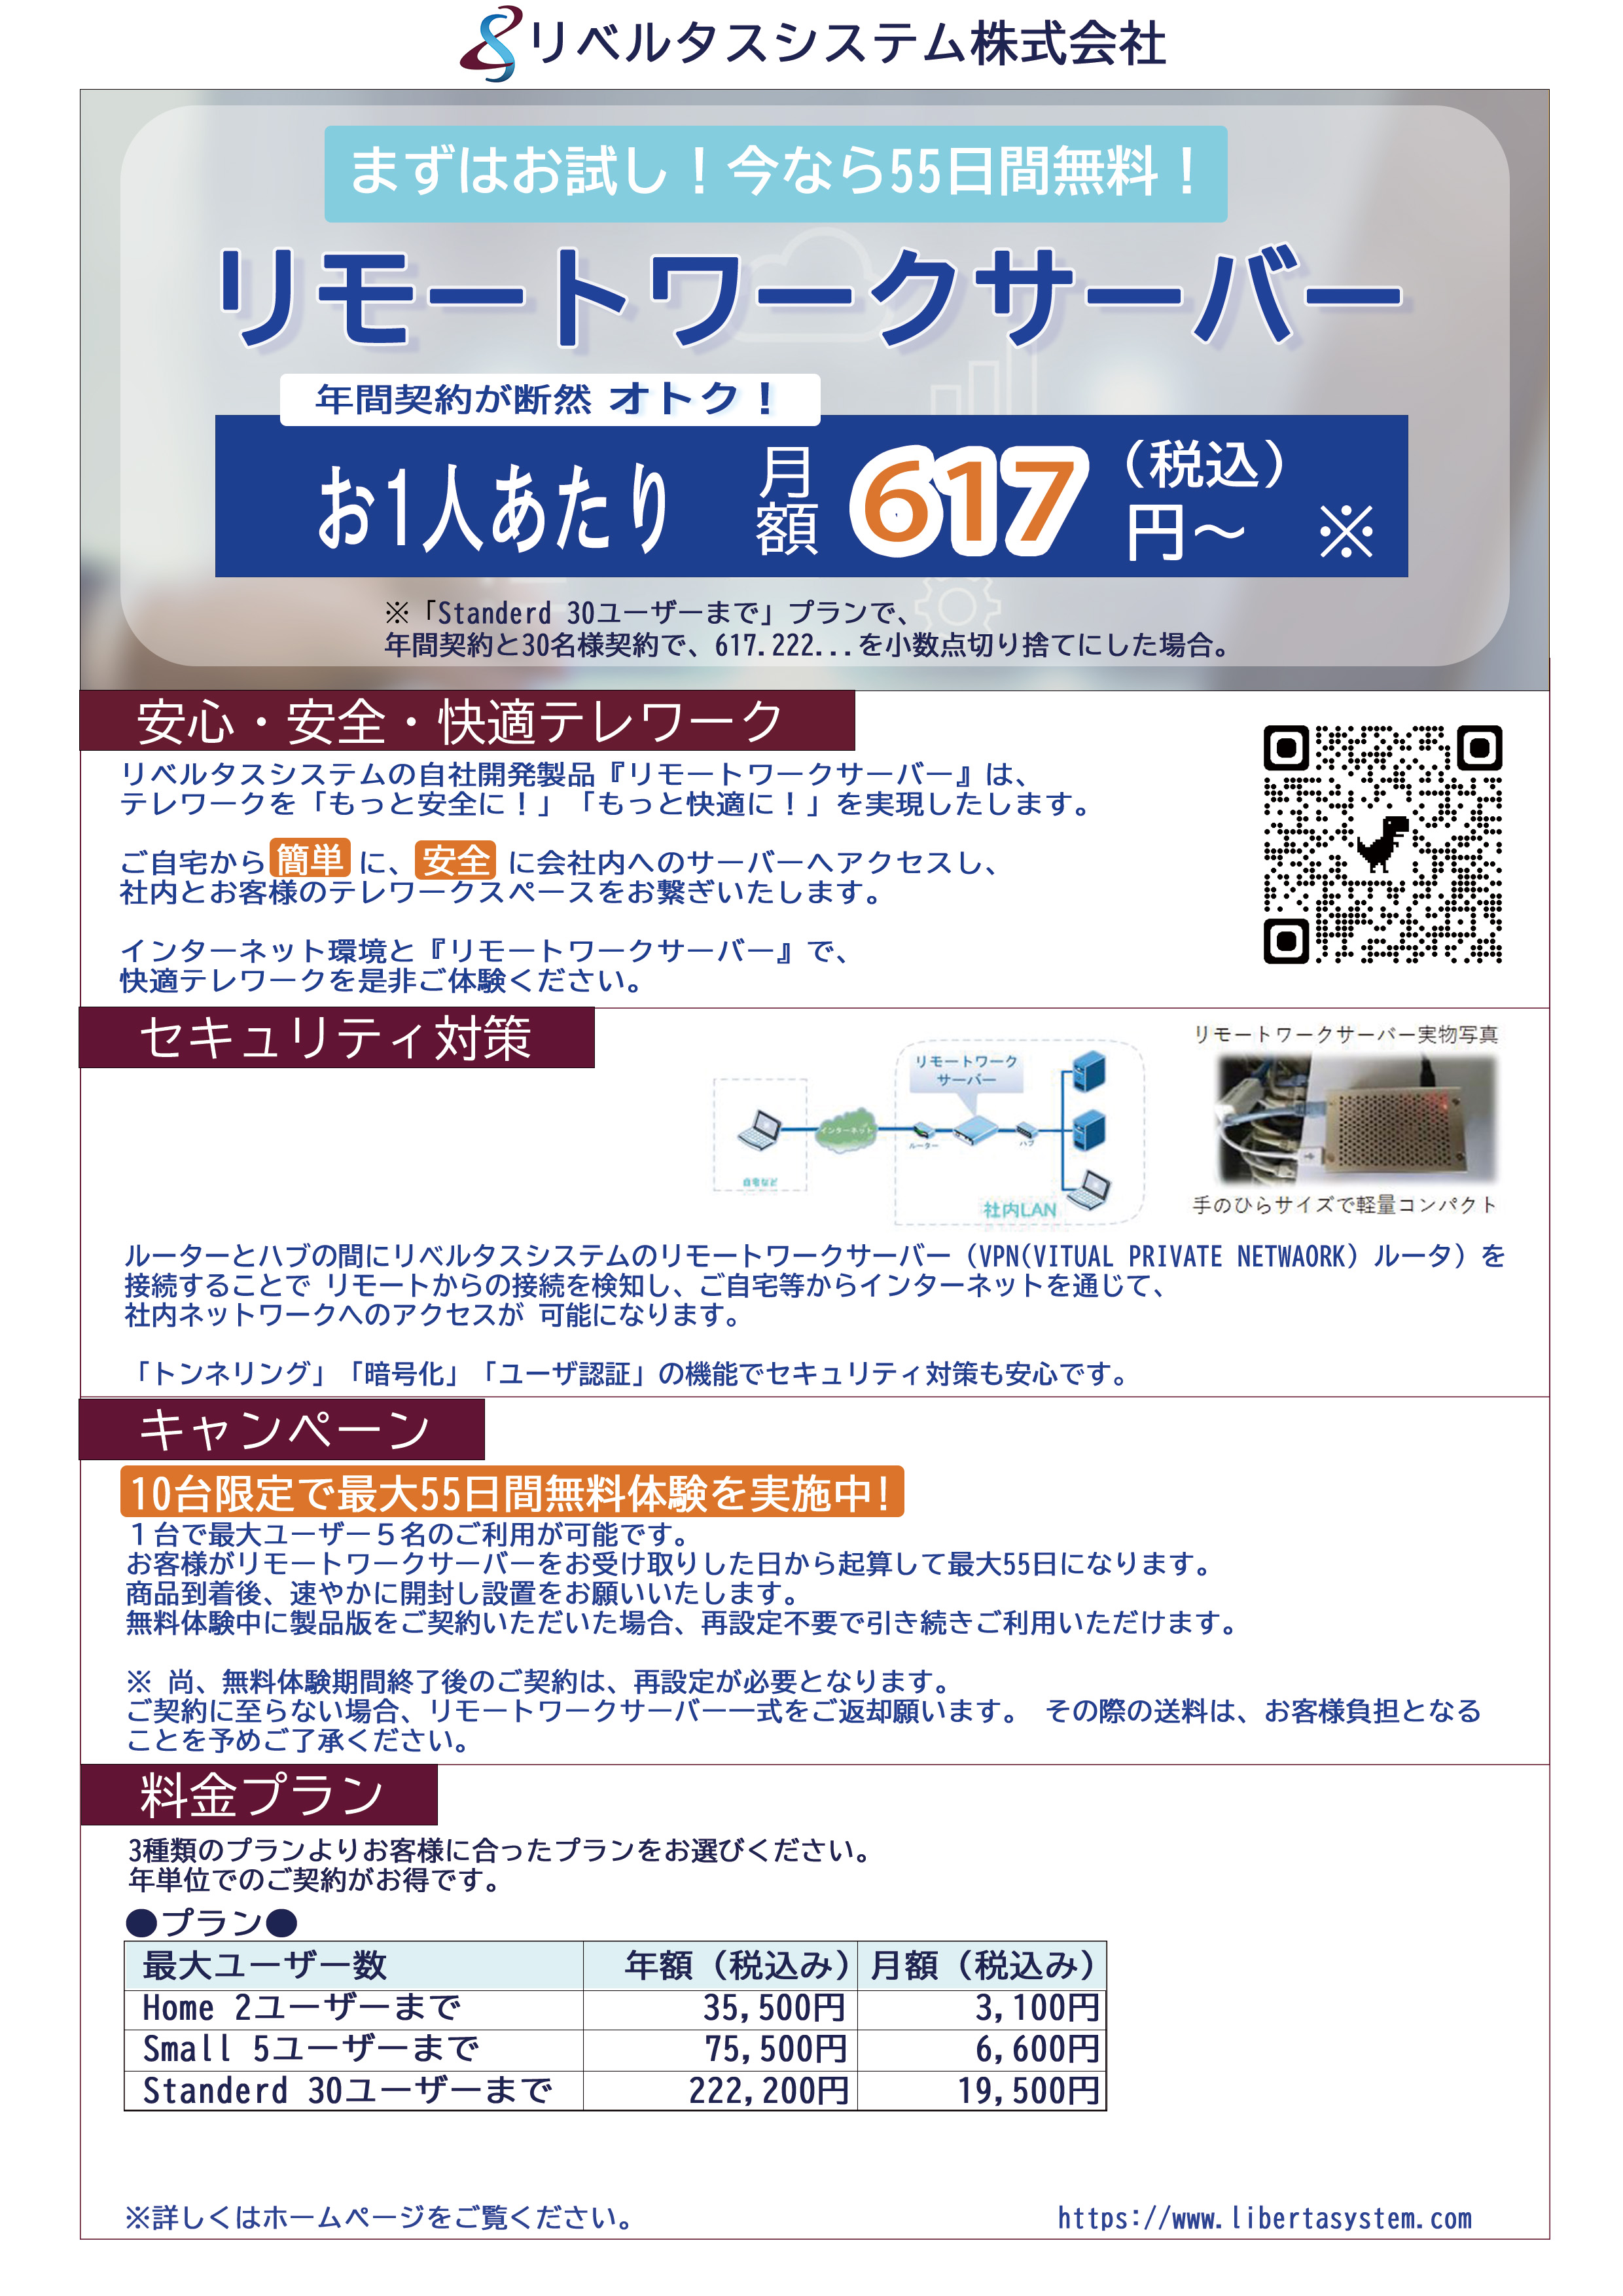 リベルタスシステム株式会社
まずはお試し！今なら55日間無料！
リモートワークサーバー
年間契約が断然 オトク！
お1人あたり 月額 617 円～ （税込） ※
※「Standerd 30ユーザーまで」プランで、
年間契約と30名様契約で、617.222...を小数点切り捨てにした場合。
安心・安全・快適テレワーク
リベルタスシステムの自社開発製品『リモートワークサーバー』は、
テレワークを「もっと安全に！」「もっと快適に！」を実現したします。
ご自宅から 簡単 に、 安全 に会社内へのサーバーへアクセスし、
社内とお客様のテレワークスペースをお繋ぎいたします。
インターネット環境と『リモートワークサーバー』で、
快適テレワークを是非ご体験ください。
セキュリティ対策
リモートワーク
サーバー
インターネット
ルーター
ハブ
自宅など
社内LAN
リモートワークサーバー実物写真
手のひらサイズで軽量コンパクト
ルーターとハブの間にリベルタスシステムのリモートワークサーバー（VPN(VITUAL PRIVATE NETWAORK）ルータ）を
接続することで リモートからの接続を検知し、ご自宅等からインターネットを通じて、
社内ネットワークへのアクセスが 可能になります。
「トンネリング」「暗号化」「ユーザ認証」の機能でセキュリティ対策も安心です。
キャンペーン
10台限定で最大55日間無料体験を実施中!
１台で最大ユーザー５名のご利用が可能です。
お客様がリモートワークサーバーをお受け取りした日から起算して最大55日になります。
商品到着後、速やかに開封し設置をお願いいたします。
無料体験中に製品版をご契約いただいた場合、再設定不要で引き続きご利用いただけます。
※ 尚、無料体験期間終了後のご契約は、再設定が必要となります。
ご契約に至らない場合、リモートワークサーバー一式をご返却願います。 その際の送料は、お客様負担となる
ことを予めご了承ください。
料金プラン
3種類のプランよりお客様に合ったプランをお選びください。
年単位でのご契約がお得です。
●プラン●
最大ユーザー数 年額（税込み） 月額（税込み）
Home 2ユーザーまで 35,500円 3,100円
Small 5ユーザーまで 75,500円 6,600円
Standerd 30ユーザーまで 222,200円 19,500円
※詳しくはホームページをご覧ください。
https://www.libertasystem.com